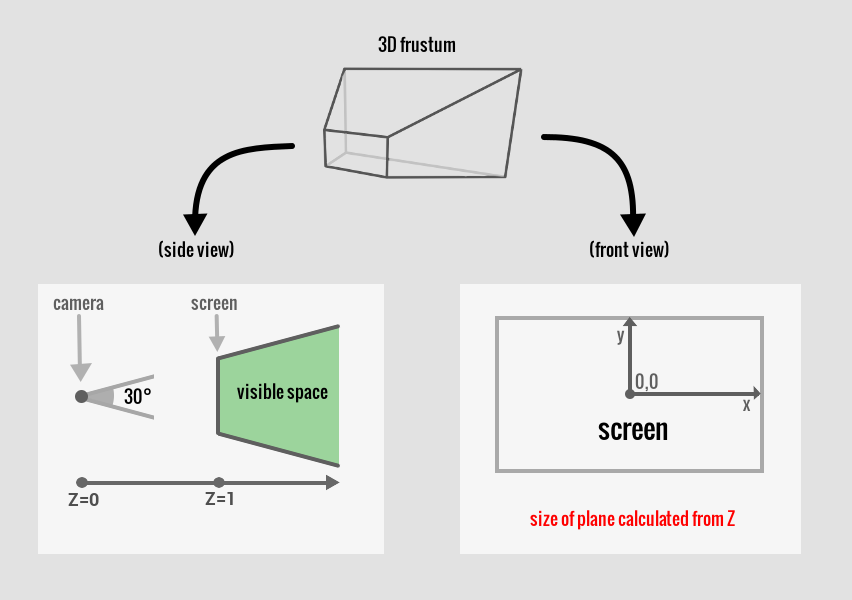 3D frustum
(side view)
(front view)
camera
screen
30°
visible space
Z=0
Z=1
y
0,0
x
screen
size of plane calculated from Z